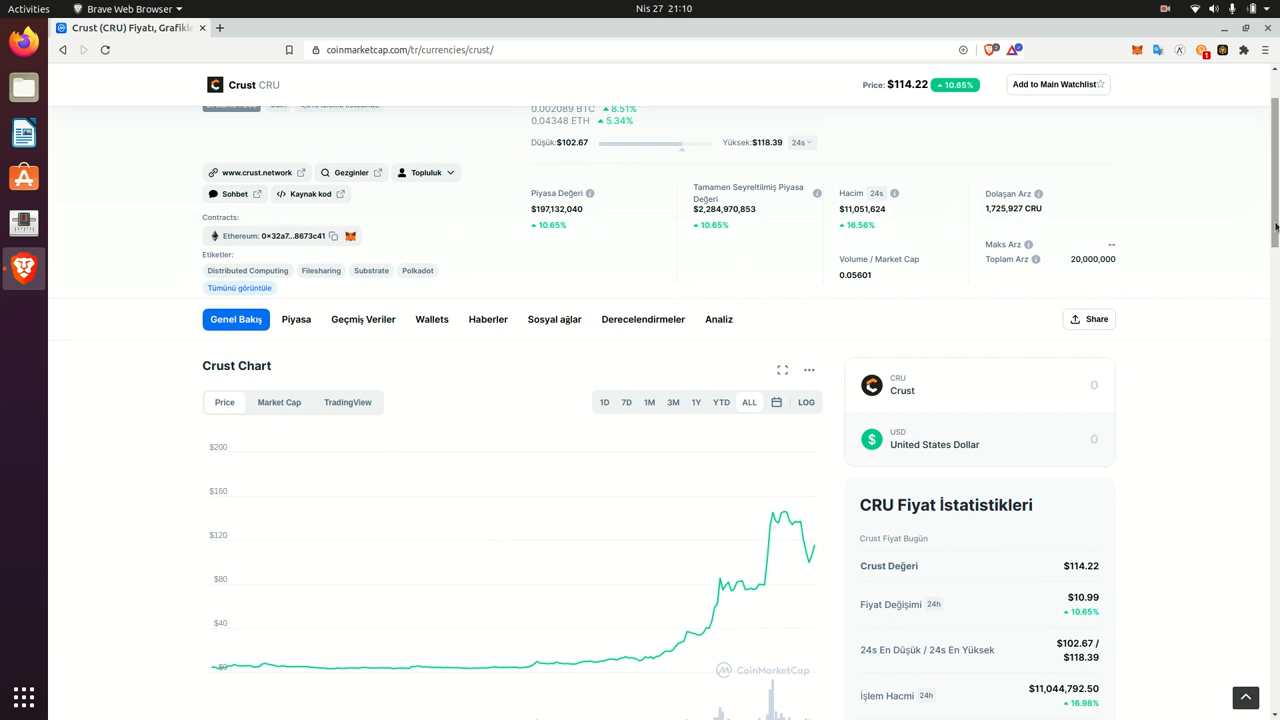 Activities
Brave Web Browser
Nis 27 21:10
Crust (CRU) Fiyatı, Grafikle
coinmarketcap.com/tr/currencies/crust/
2
1
Crust CRU
Price: $114.22 10.65%
Add to Main Watchlist
0.002089 BTC 8.51%
0.04348 ETH 5.34%
Düşük:$102.67
Yüksek:$118.39
24s
www.crust.network
Gezginler
Topluluk
Sohbet
Kaynak kod
Contracts:
Ethereum: 0x32a7...8673c41
Etiketler:
Distributed Computing
Filesharing
Substrate
Polkadot
Tümünü görüntüle
Piyasa Değeri
$197,132,040
10.65%
Tamamen Seyreltilmiş Piyasa
Değeri
$2,284,970,853
10.65%
Hacim 24s
$11,051,624
16.56%
Volume / Market Cap
0.05601
Dolaşan Arz
1,725,927 CRU
Maks Arz --
Toplam Arz 20,000,000
Genel Bakış
Piyasa
Geçmiş Veriler
Wallets
Haberler
Sosyal ağlar
Derecelendirmeler
Analiz
Share
Crust Chart
Price
Market Cap
TradingView
1D 7D 1M 3M 1Y YTD ALL LOG
$200
$160
$120
$80
$40
$0
CoinMarketCap
CRU
Crust
0
USD
United States Dollar
0
CRU Fiyat İstatistikleri
Crust Fiyat Bugün
Crust Değeri $114.22
Fiyat Değişimi 24h
$10.99
10.65%
24s En Düşük / 24s En Yüksek
$102.67 /
$118.39
İşlem Hacmi 24h
$11,044,792.50
16.98%